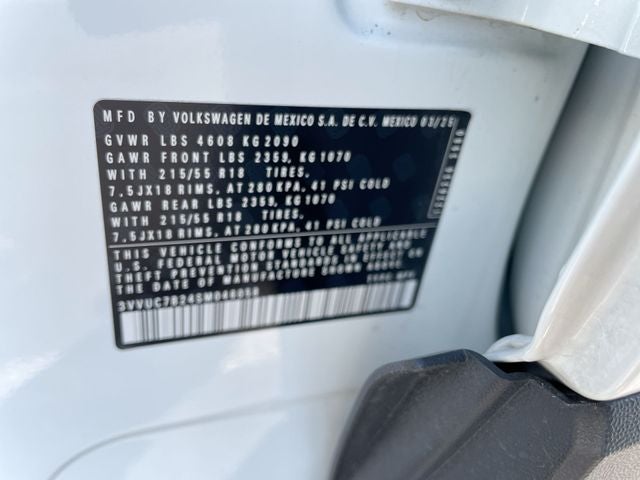 MFD BY VOLKSWAGEN DE MEXICO S.A. DE C.V. MEXICO 03/25
GVWR LBS 4608 KG 2090
GAWR FRONT LBS 2359, KG 1070
WITH 215/55 R18 TIRES.
7,5JX18 RIMS, AT 280 KPA, 41 PSI COLD
GAWR REAR LBS 2359, KG 1070
WITH 215/55 R18 TIRES.
7,5JX18 RIMS, AT 280 KPA, 41 PSI COLD
THIS VEHICLE CONFORMS TO ALL APPLICABLE
U.S. FEDERAL MOTOR VEHICLE SAFETY AND
THEFT PREVENTION STANDARDS IN EFFECT ON
THE DATE OF MANUFACTURE SHOWN ABOVE